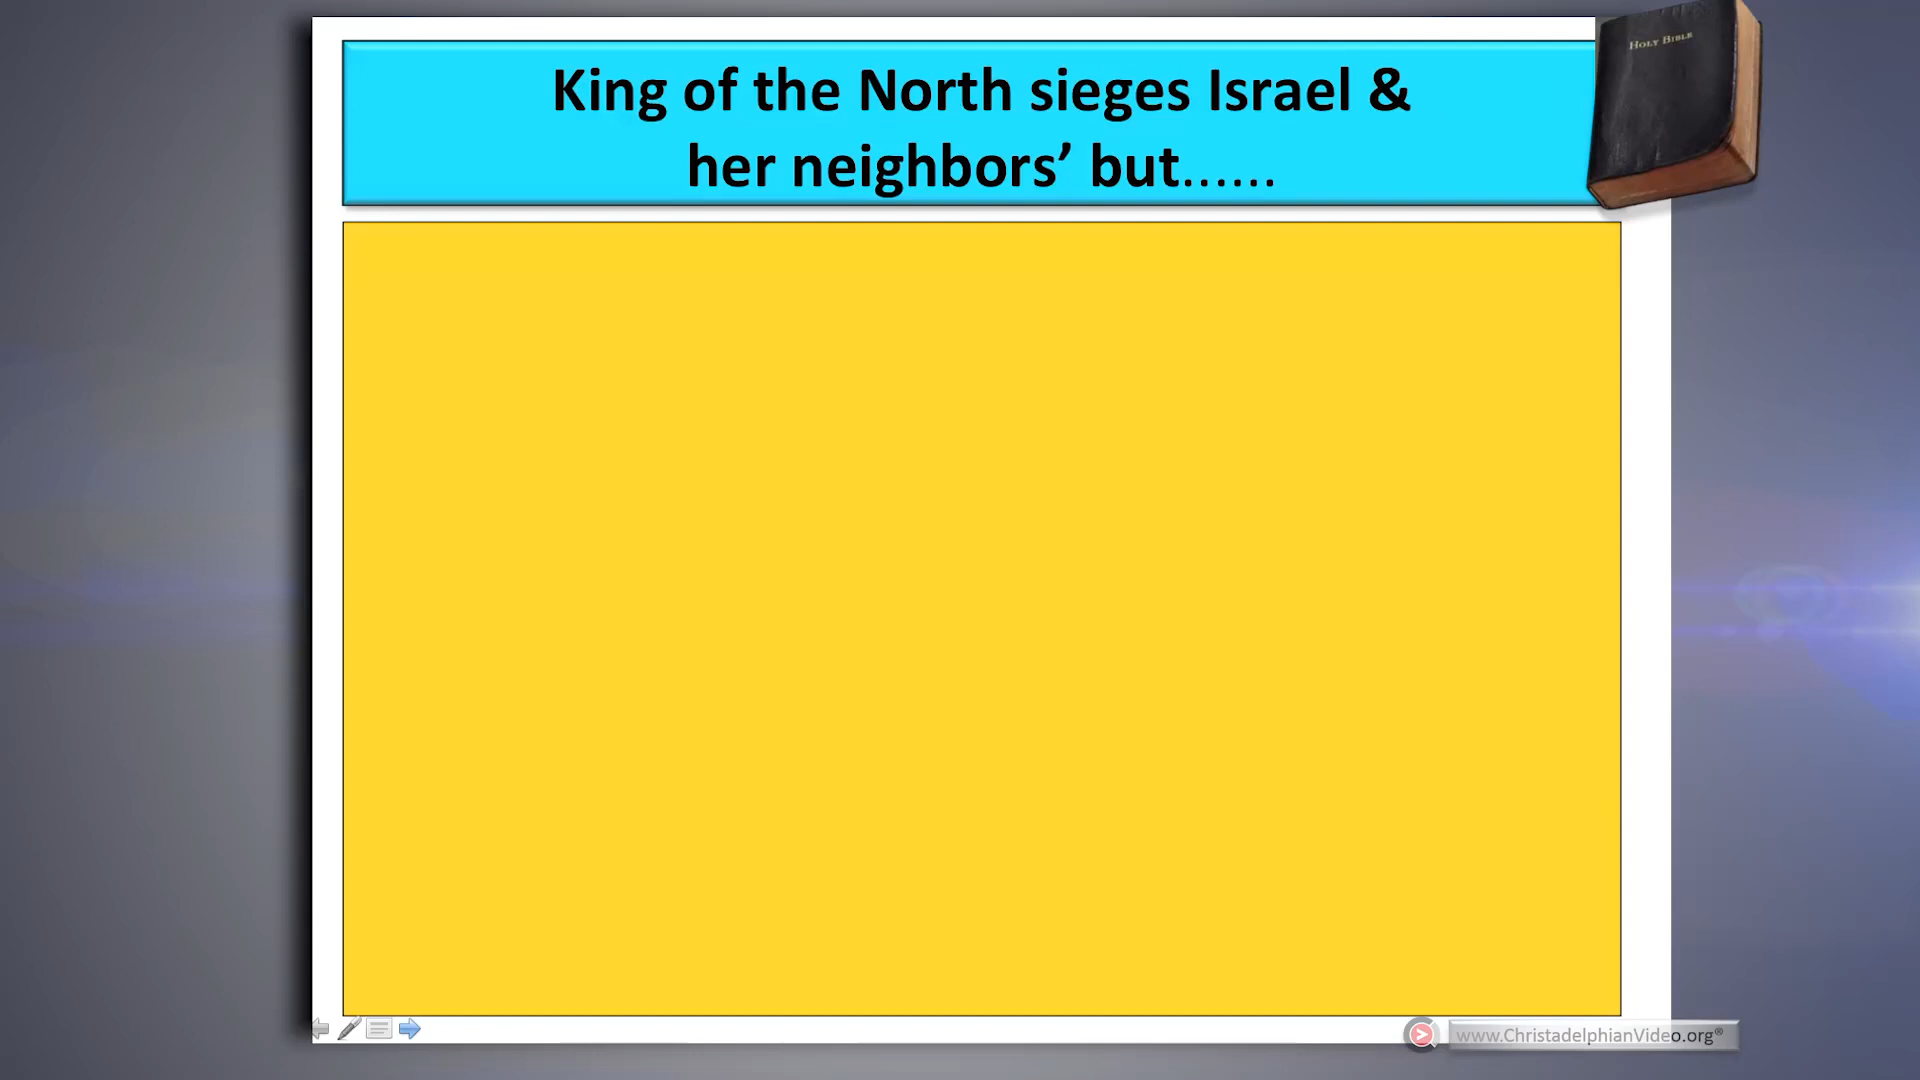 HOLY BIBLE
King of the North sieges Israel &
her neighbors’ but......
www.ChristadelphianVideo.org®